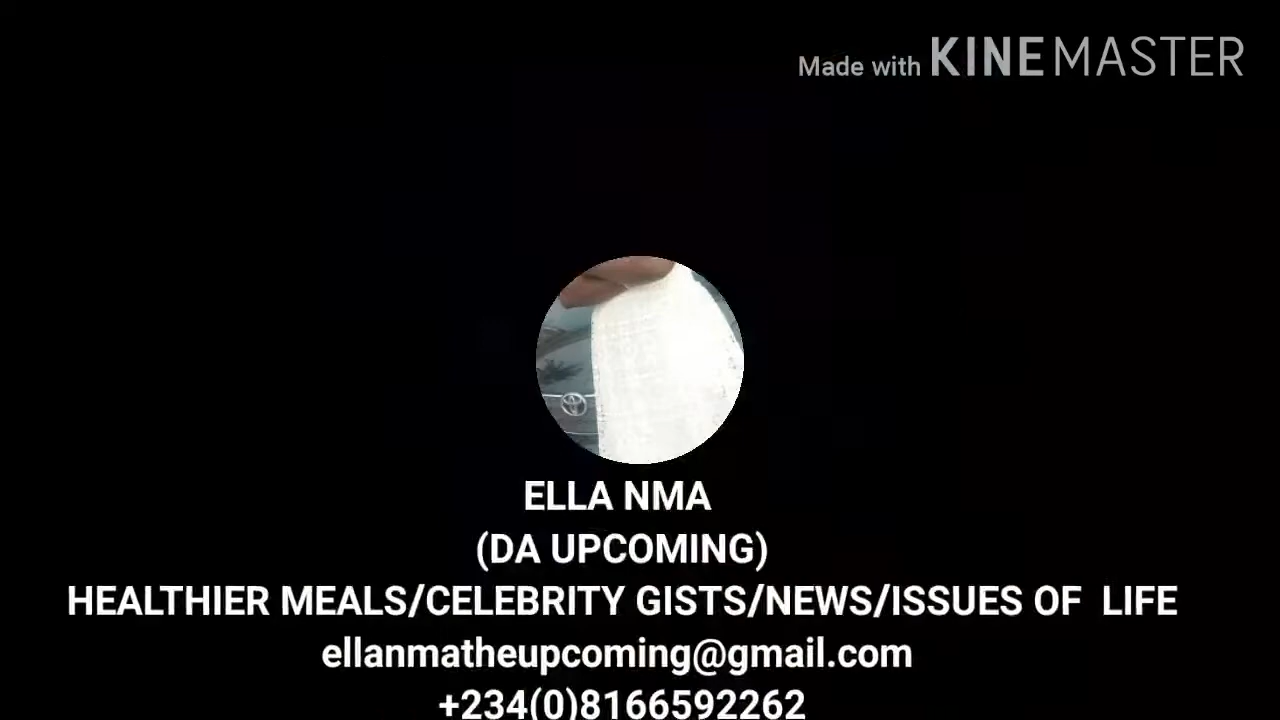 Made with KINEMASTER
ELLA NMA
(DA UPCOMING)
HEALTHIER MEALS/CELEBRITY GISTS/NEWS/ISSUES OF LIFE
ellanmatheupcoming@gmail.com
+234(0)8166592262